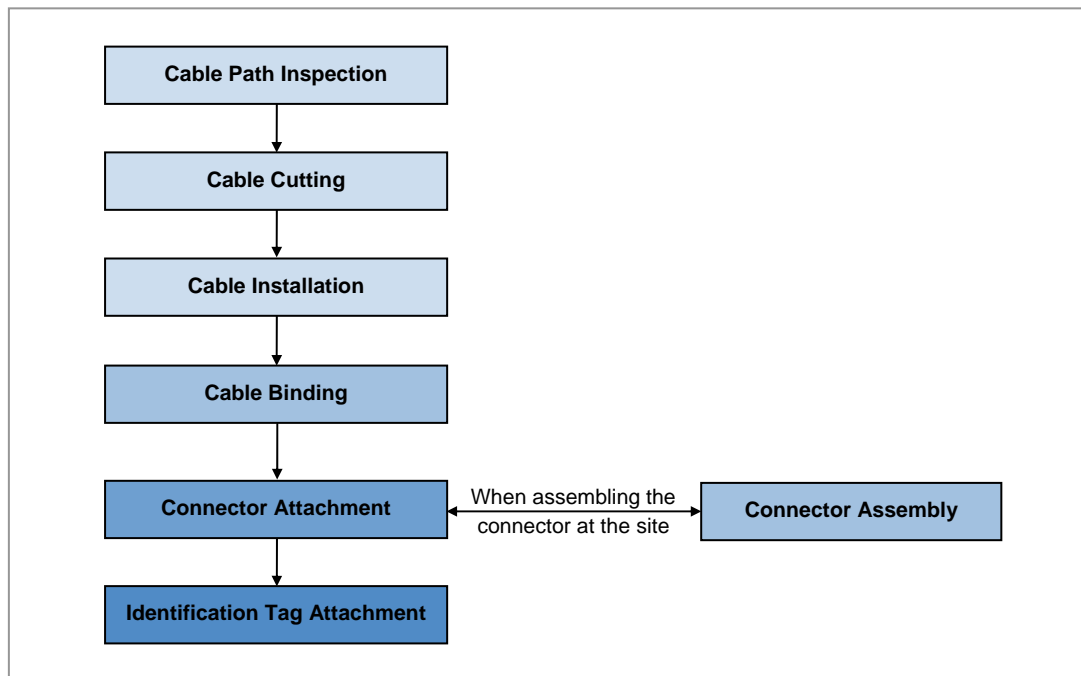 Cable Path Inspection
Cable Cutting
Cable Installation
Cable Binding
Connector Attachment
When assembling the
connector at the site
Connector Assembly
Identification Tag Attachment